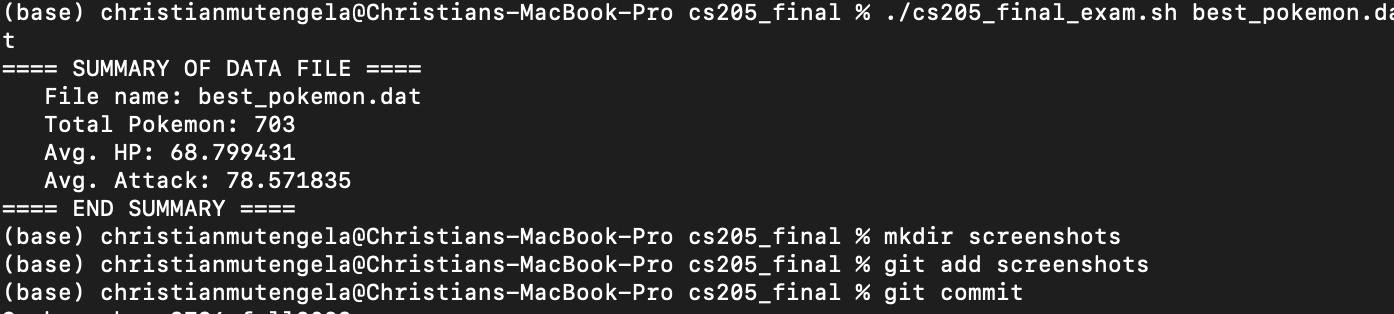 (base) christianmutengela@Christians-MacBook-Pro cs205_final % ./cs205_final_exam.sh best_pokemon.da
t
==== SUMMARY OF DATA FILE ====
   File name: best_pokemon.dat
   Total Pokemon: 703
   Avg. HP: 68.799431
   Avg. Attack: 78.571835
==== END SUMMARY ====
(base) christianmutengela@Christians-MacBook-Pro cs205_final % mkdir screenshots
(base) christianmutengela@Christians-MacBook-Pro cs205_final % git add screenshots
(base) christianmutengela@Christians-MacBook-Pro cs205_final % git commit